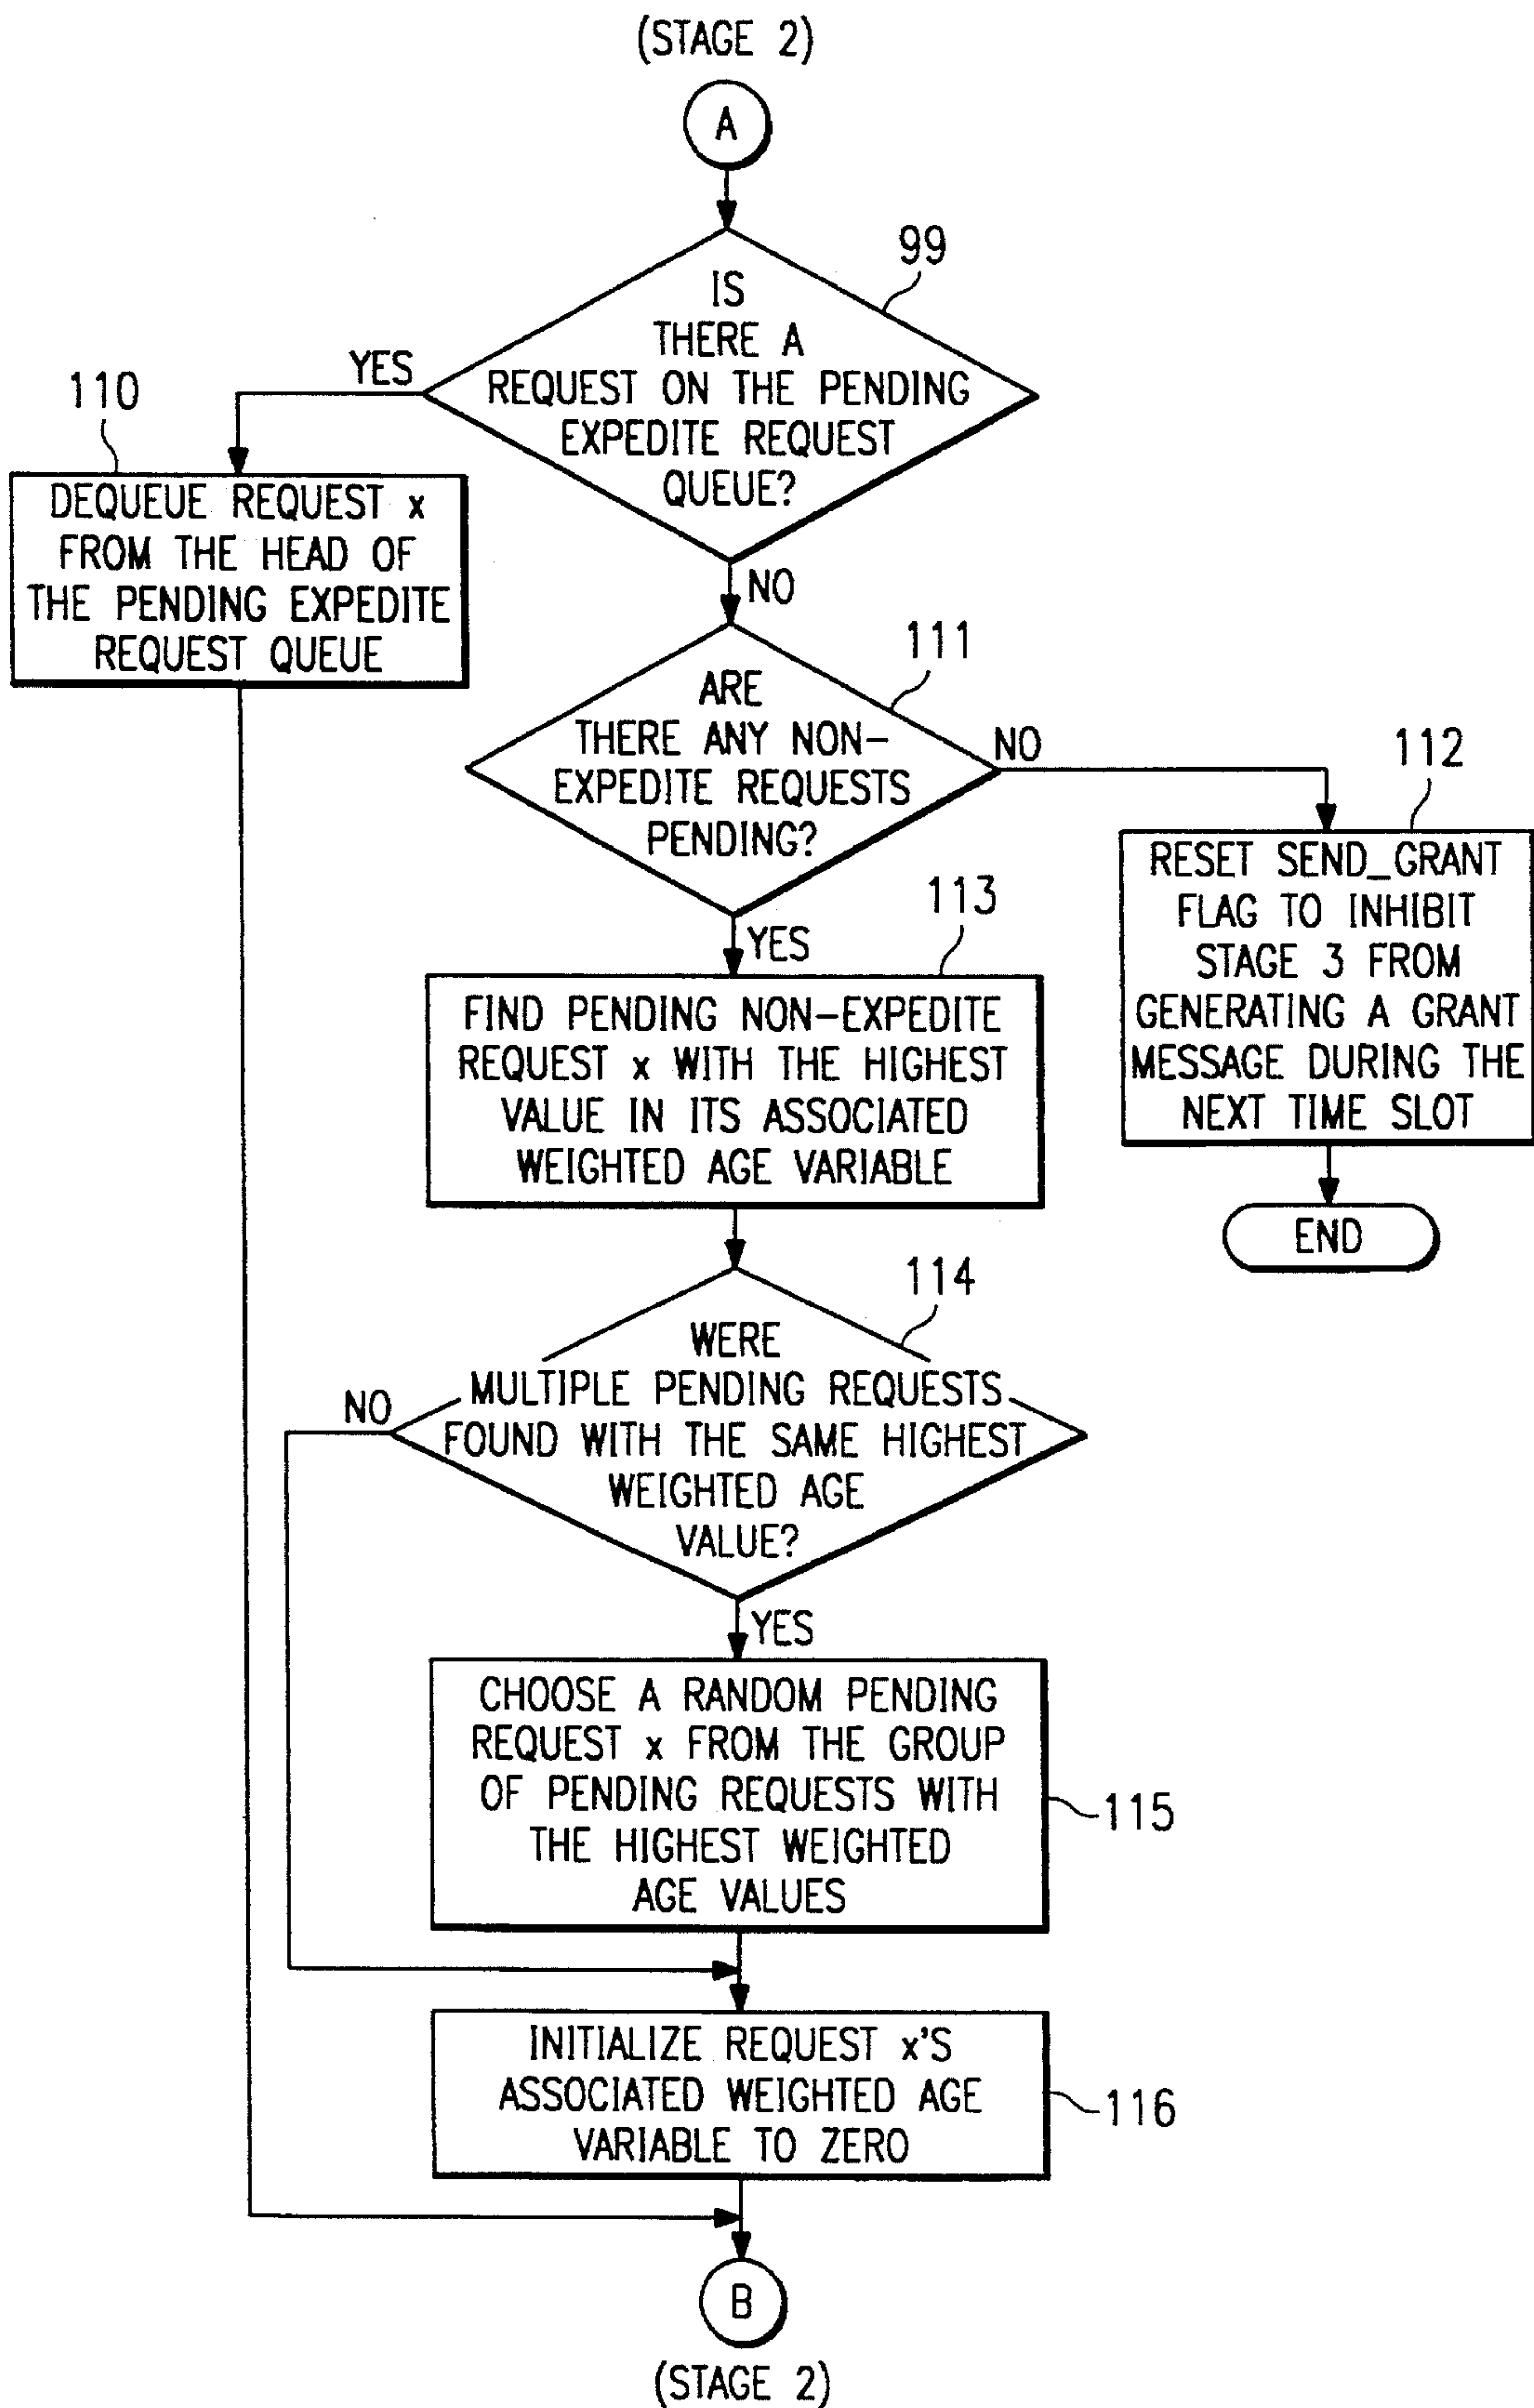 (STAGE 2)
A
99
IS
THERE A
REQUEST ON THE PENDING
EXPEDITE REQUEST
QUEUE?
YES
110
DEQUEUE REQUEST x
FROM THE HEAD OF
THE PENDING EXPEDITE
REQUEST QUEUE
NO
111
ARE
THERE ANY NON-
EXPEDITE REQUESTS
PENDING?
NO
112
RESET SEND_GRANT
FLAG TO INHIBIT
STAGE 3 FROM
GENERATING A GRANT
MESSAGE DURING THE
NEXT TIME SLOT
END
YES
113
FIND PENDING NON-EXPEDITE
REQUEST x WITH THE HIGHEST
VALUE IN ITS ASSOCIATED
WEIGHTED AGE VARIABLE
114
WERE
MULTIPLE PENDING REQUESTS
FOUND WITH THE SAME HIGHEST
WEIGHTED AGE
VALUE?
NO
YES
CHOOSE A RANDOM PENDING
REQUEST x FROM THE GROUP
OF PENDING REQUESTS WITH
THE HIGHEST WEIGHTED
AGE VALUES
115
INITIALIZE REQUEST x'S
ASSOCIATED WEIGHTED AGE
VARIABLE TO ZERO
116
B
(STAGE 2)